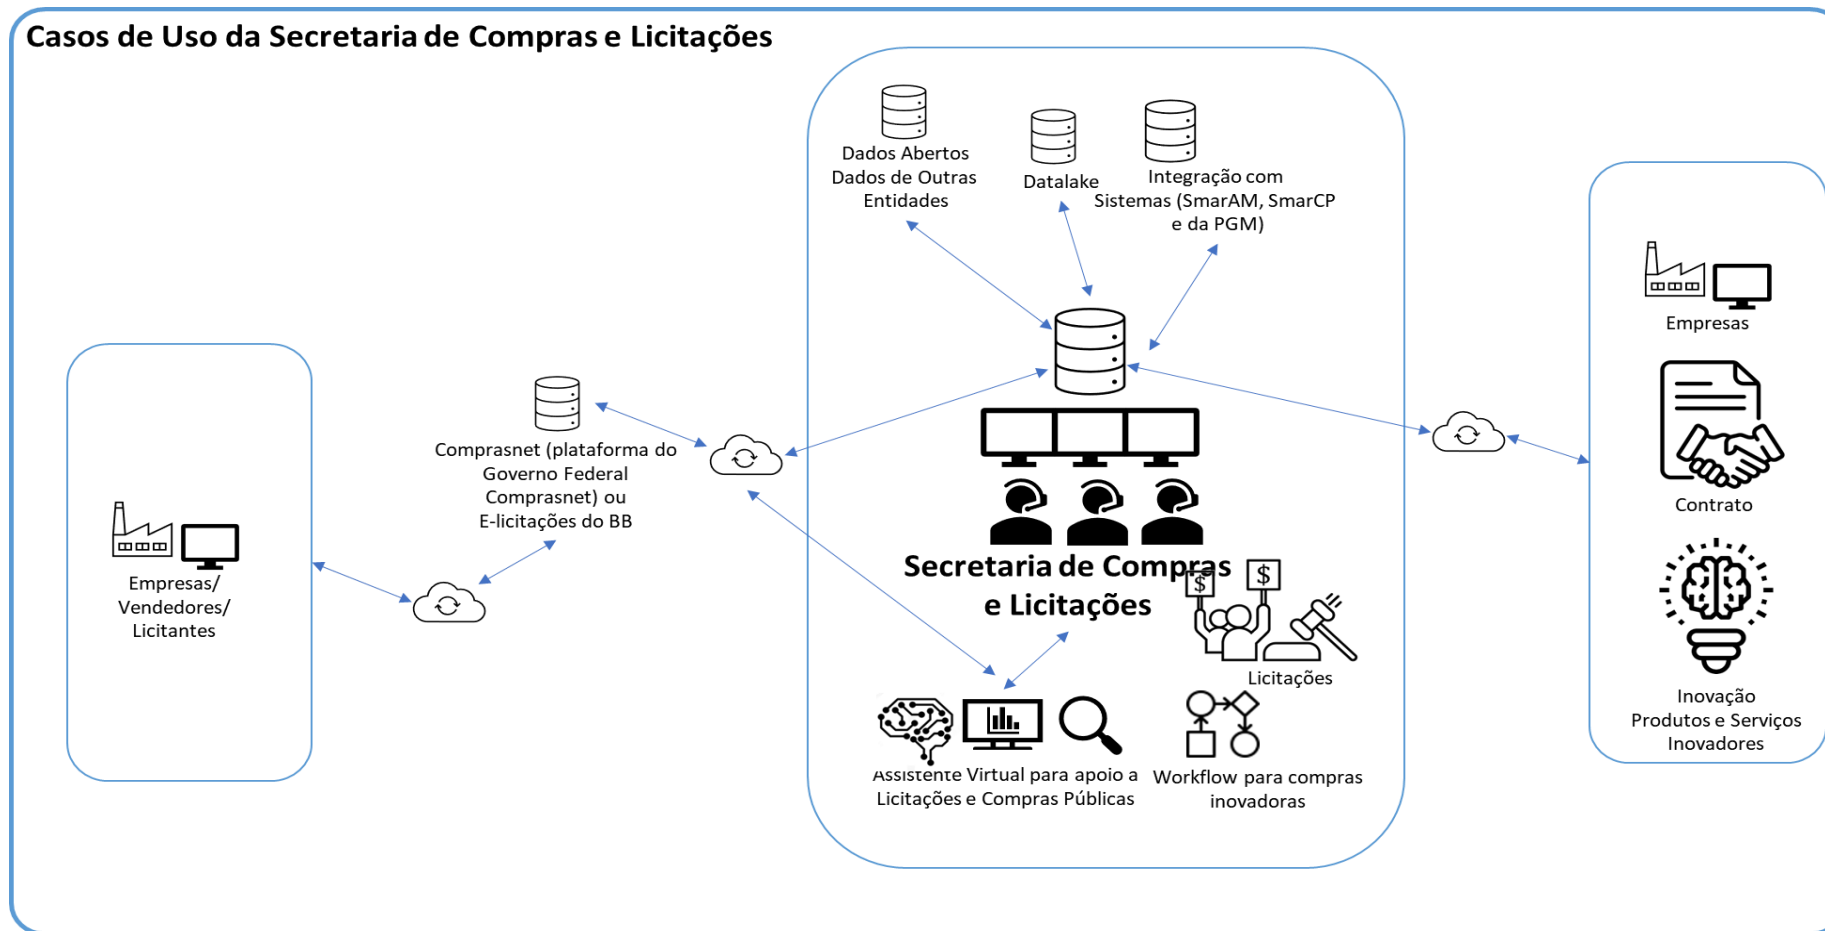 Casos de Uso da Secretaria de Compras e Licitações
Dados Abertos
Dados de Outras
Entidades
Datalake
Integração com
Sistemas (SmarAM, SmarCP
e da PGM)
Empresas/
Vendedores/
Licitantes
Comprasnet (plataforma do
Governo Federal
Comprasnet) ou
E-licitações do BB
Secretaria de Compras
e Licitações
$
$
Licitações
Assistente Virtual para apoio a
Licitações e Compras Públicas
Workflow para compras
inovadoras
Empresas
Contrato
Inovação
Produtos e Serviços
Inovadores